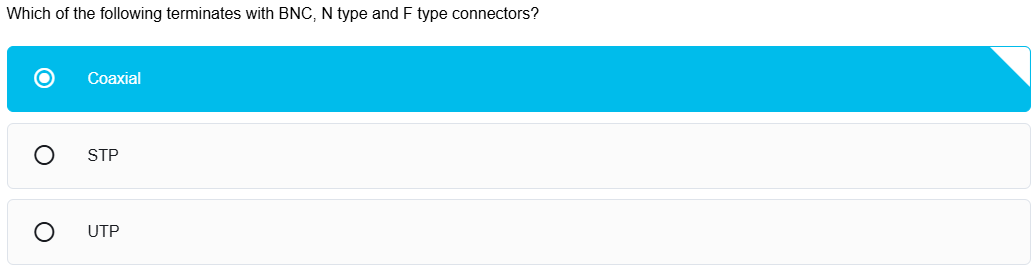 Which of the following terminates with BNC, N type and F type connectors?
Coaxial
STP
UTP